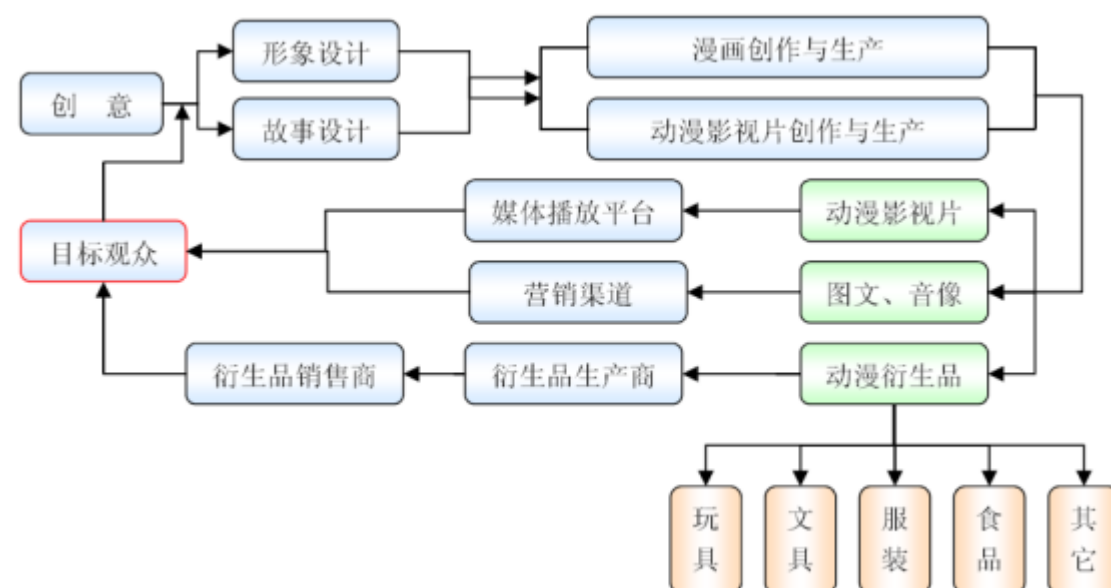 形象设计
漫画创作与生产
创 意
故事设计
动漫影视片创作与生产
媒体播放平台
动漫影视片
目标观众
营销渠道
图文、音像
衍生品销售商
衍生品生产商
动漫衍生品
玩具
文具
服装
食品
其它